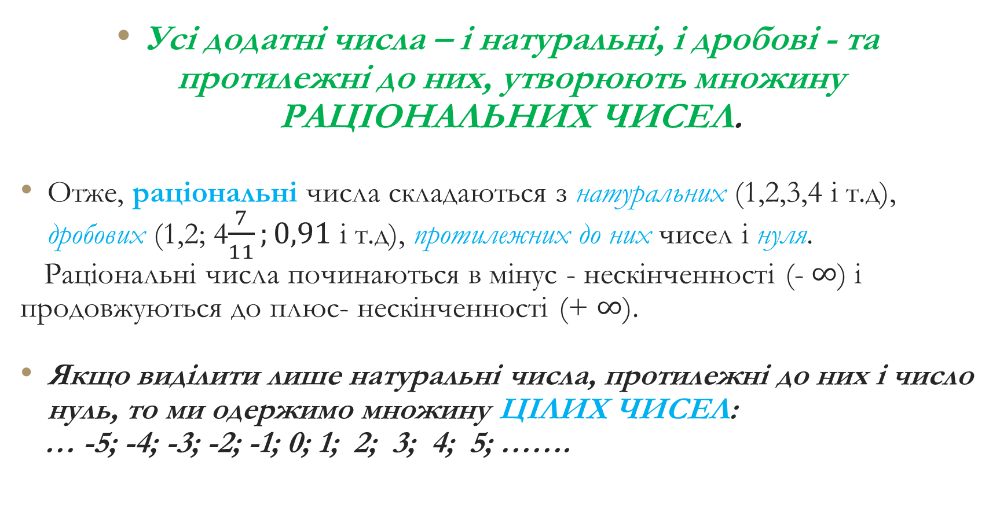 • Усі додатні числа – і натуральні, і дробові - та
протилежні до них, утворюють множину
РАЦІОНАЛЬНИХ ЧИСЕЛ.
• Отже, раціональні числа складаються з натуральних (1,2,3,4 і т.д),
дробових (1,2; 4 7/11 ; 0,91 і т.д), протилежних до них чисел і нуля.
Раціональні числа починаються в мінус - нескінченності (- ∞) і
продовжуються до плюс- нескінченності (+ ∞).
• Якщо виділити лише натуральні числа, протилежні до них і число
нуль, то ми одержимо множину ЦІЛИХ ЧИСЕЛ:
… -5; -4; -3; -2; -1; 0; 1; 2; 3; 4; 5; …….